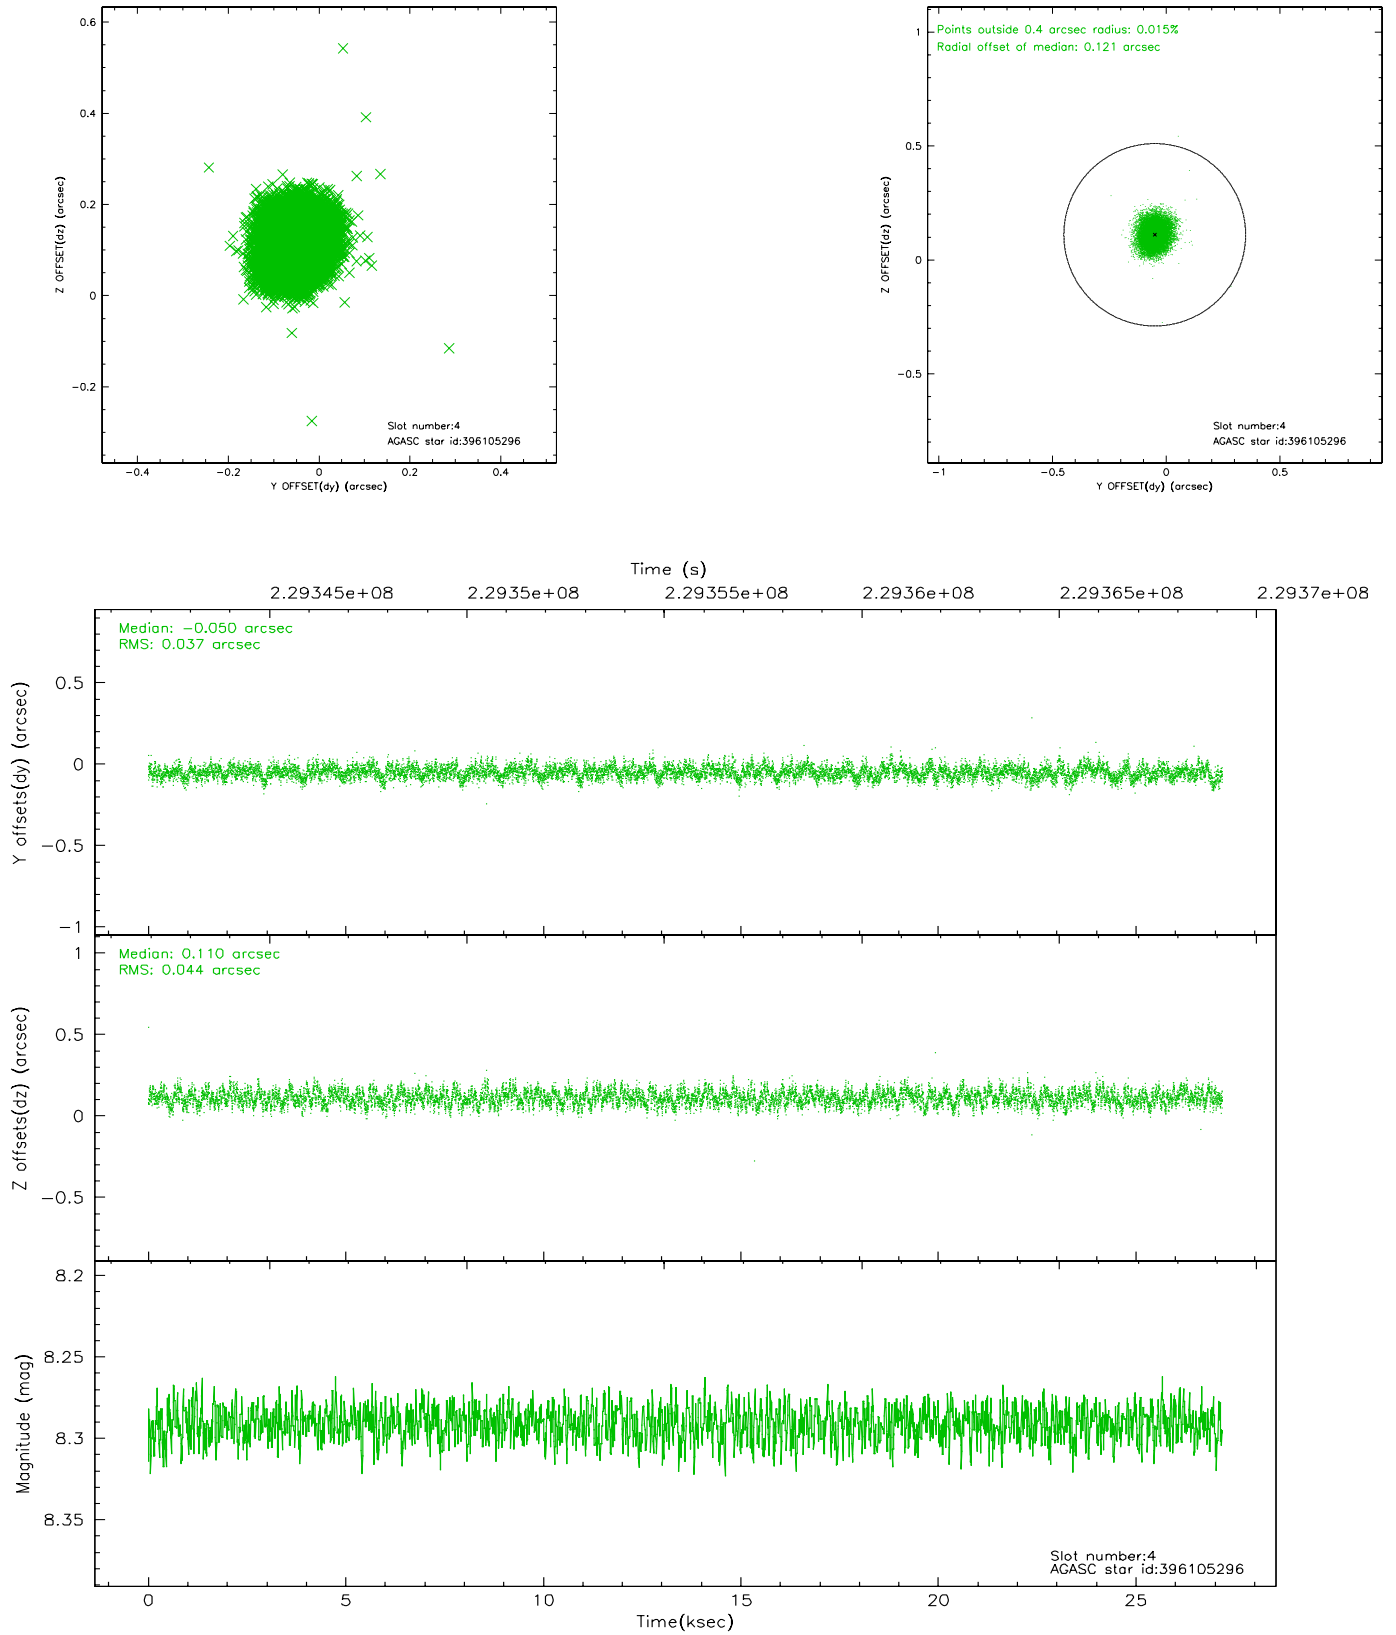 0.6
0.4
0.2
0
−0.2
Z OFFSET(dz) (arcsec)
Slot number:4
AGASC star id:396105296
−0.4 −0.2 0 0.2 0.4
Y OFFSET(dy) (arcsec)
Points outside 0.4 arcsec radius: 0.015%
Radial offset of median: 0.121 arcsec
1
0.5
0
−0.5
Z OFFSET(dz) (arcsec)
Slot number:4
AGASC star id:396105296
−1 −0.5 0 0.5
Y OFFSET(dy) (arcsec)
Time (s)
2.29345e+08 2.2935e+08 2.29355e+08 2.2936e+08 2.29365e+08 2.2937e+08
Median: −0.050 arcsec
RMS: 0.037 arcsec
0.5
0
−0.5
−1
Y offsets(dy) (arcsec)
Median: 0.110 arcsec
RMS: 0.044 arcsec
1
0.5
0
−0.5
Z offsets(dz) (arcsec)
8.2
8.25
8.3
8.35
Magnitude (mag)
Slot number:4
AGASC star id:396105296
0 5 10 15 20 25
Time(ksec)